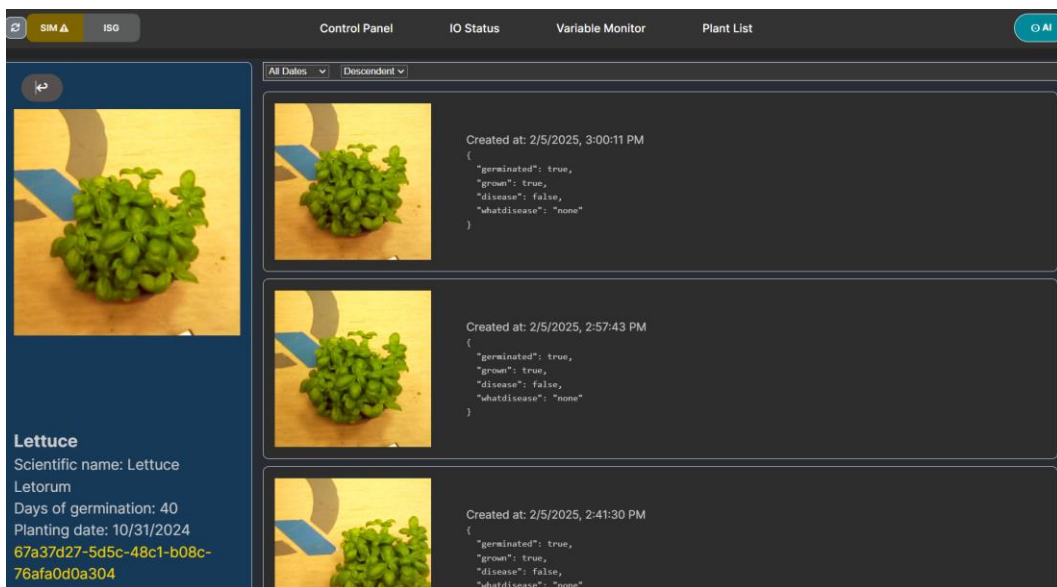 SIM ISG Control Panel IO Status Variable Monitor Plant List AI
All Dates Descendent
Created at: 2/5/2025, 3:00:11 PM
{
"germinated": true,
"grown": true,
"disease": false,
"whatdisease": "none"
}
Created at: 2/5/2025, 2:57:43 PM
{
"germinated": true,
"grown": true,
"disease": false,
"whatdisease": "none"
}
Created at: 2/5/2025, 2:41:30 PM
{
"germinated": true,
"grown": true,
"disease": false,
"whatdisease": "none"
Lettuce
Scientific name: Lettuce
Letorum
Days of germination: 40
Planting date: 10/31/2024
67a37d27-5d5c-48c1-b08c-
76afa0d0a304